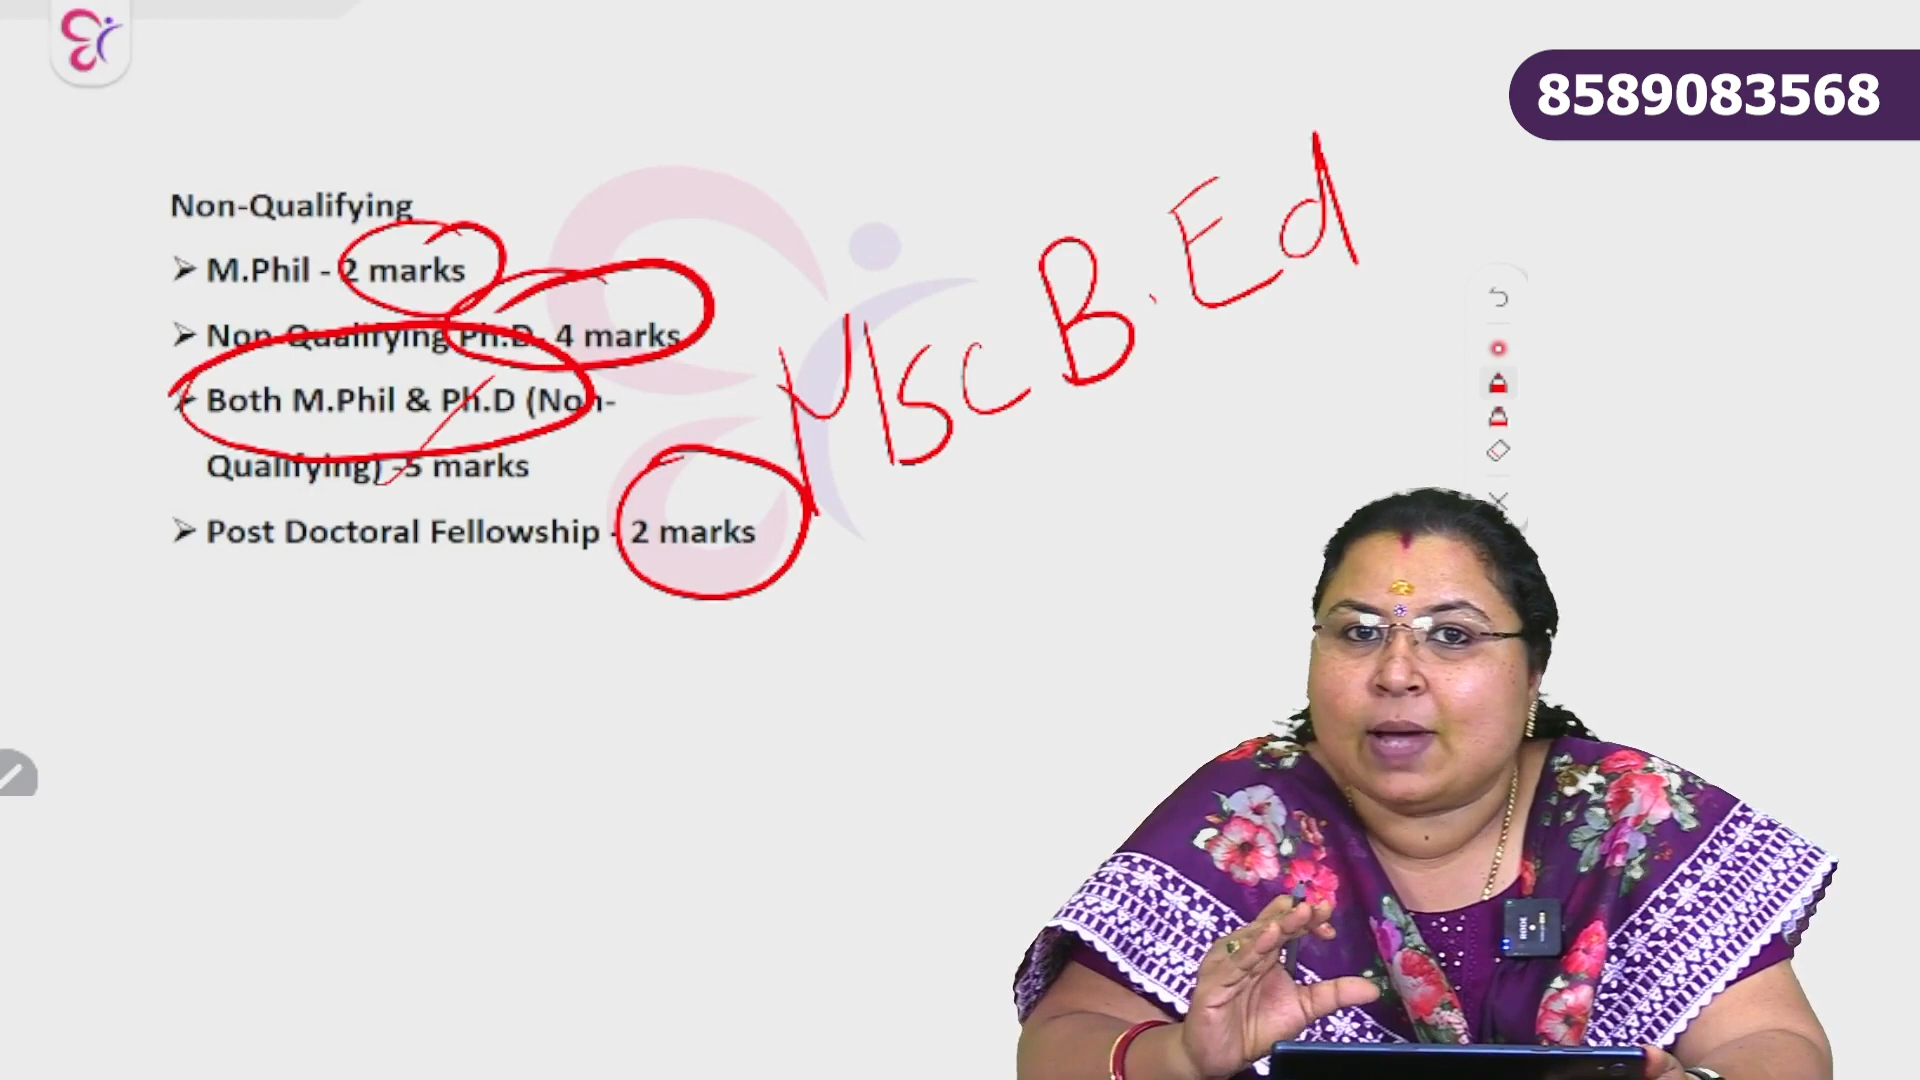 8589083568
Non-Qualifying
➤ M.Phil - 2 marks
➤ Non-Qualifying Ph.D- 4 marks
➤ Both M.Phil & Ph.D (Non-
Qualifying) -5 marks
➤ Post Doctoral Fellowship - 2 marks
MSc B.Ed